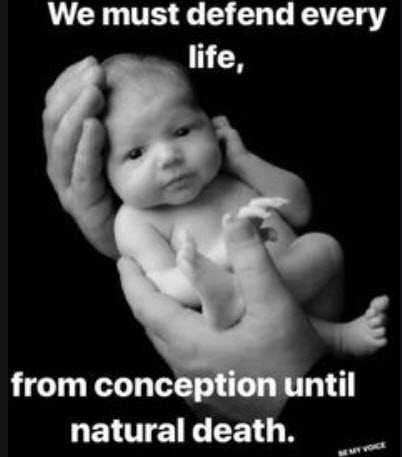 We must defend every
life,
from conception until
natural death.
BE MY VOICE